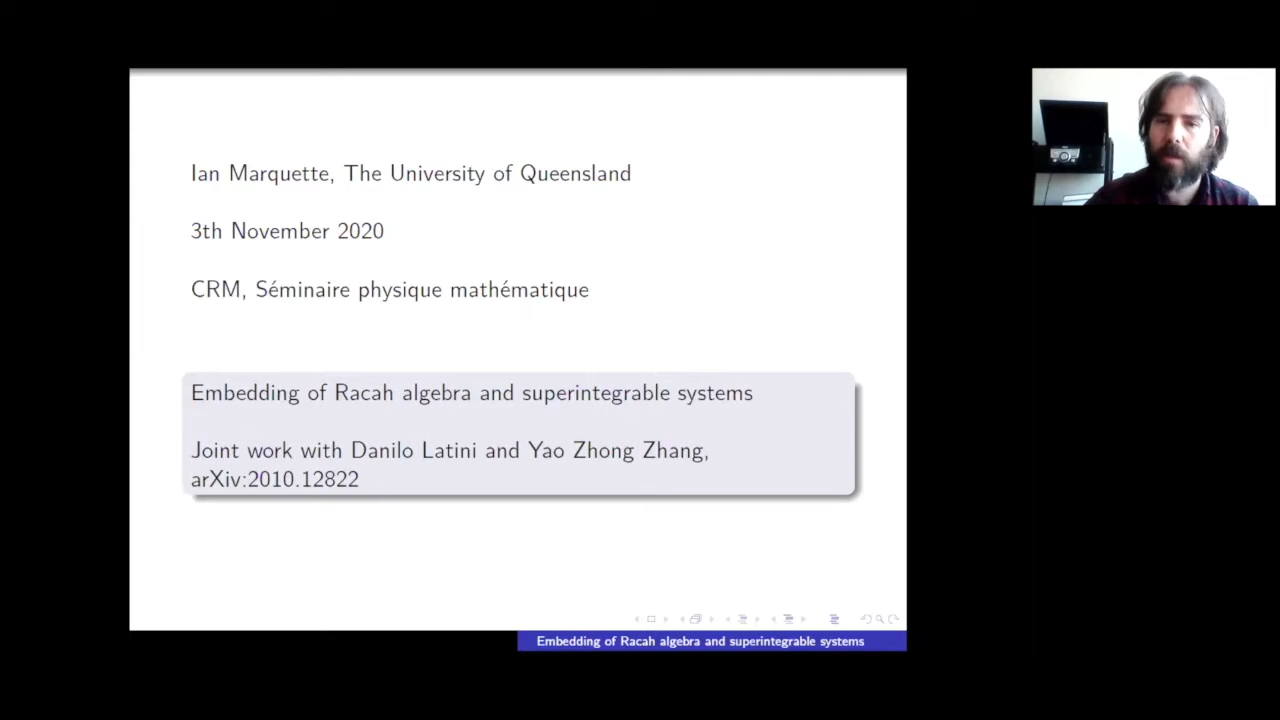 Ian Marquette, The University of Queensland
3th November 2020
CRM, Séminaire physique mathématique
Embedding of Racah algebra and superintegrable systems
Joint work with Danilo Latini and Yao Zhong Zhang,
arXiv:2010.12822
Embedding of Racah algebra and superintegrable systems